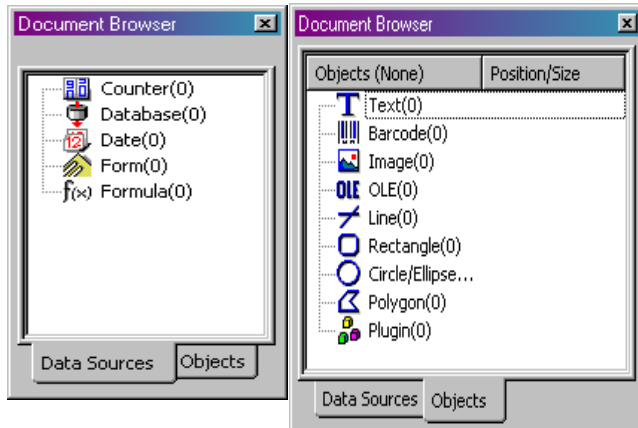 Document Browser
Counter(0)
Database(0)
12
Date(0)
Form(0)
f(x) Formula(0)
Data Sources Objects
Document Browser
Objects (None) Position/Size
T Text(0)
Barcode(0)
Image(0)
OLE OLE(0)
Line(0)
Rectangle(0)
Circle/Ellipse...
Polygon(0)
Plugin(0)
Data Sources Objects